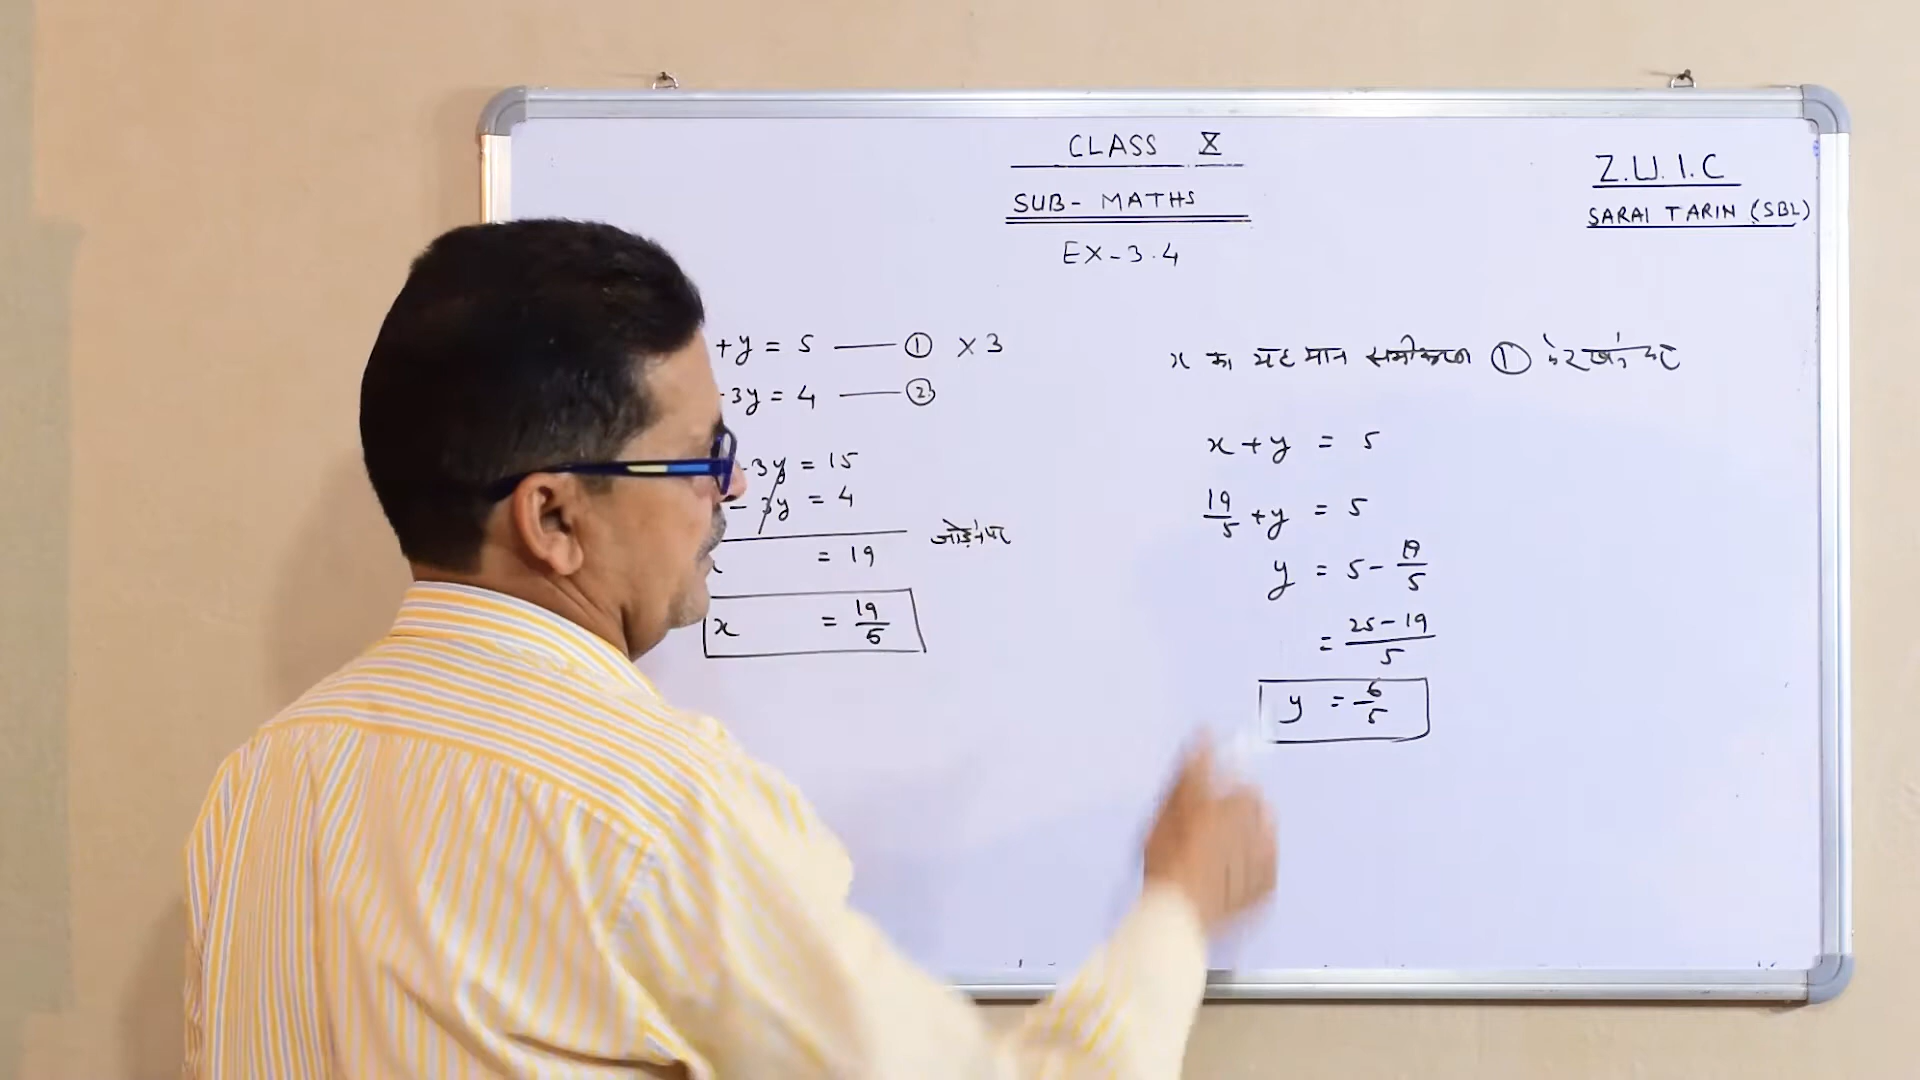 CLASS X
SUB- MATHS
EX-3.4
Z.U.I.C
SARAI TARIN (SBL)
+y = 5 —— ① ×3
-3y = 4 —— ②
3y = 15
- 3y = 4
जोड़ने पर
= 19
x = 19/5
x का यह मान समीकरण ① में रखने पर
x + y = 5
19/5 + y = 5
y = 5 - 19/5
= 25-19/5
y = 6/5